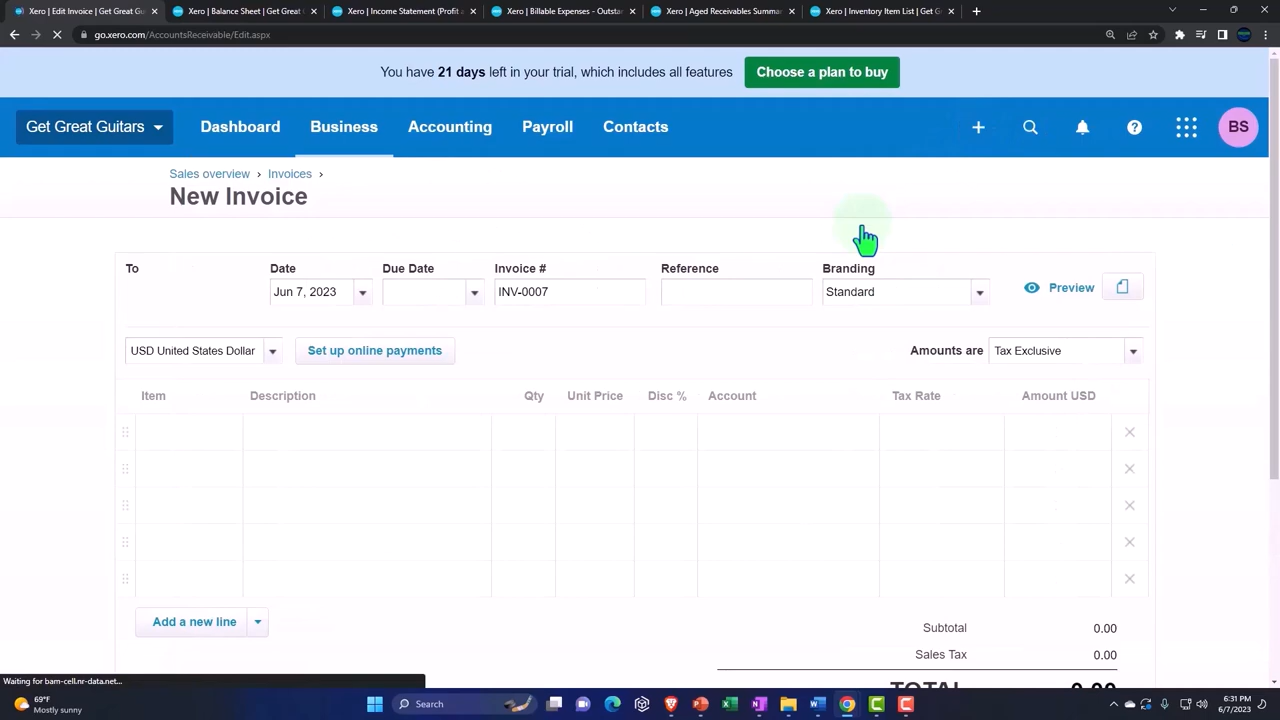 Xero | Edit Invoice | Get Great Guit
Xero | Balance Sheet | Get Great G
Xero | Income Statement (Profit a
Xero | Billable Expenses - Outstan
Xero | Aged Receivables Summar
Xero | Inventory Item List | Get Gr
go.xero.com/AccountsReceivable/Edit.aspx
You have 21 days left in your trial, which includes all features
Choose a plan to buy
Get Great Guitars
Dashboard
Business
Accounting
Payroll
Contacts
BS
Sales overview › Invoices ›
New Invoice
To
Date
Due Date
Invoice #
Reference
Branding
Jun 7, 2023
INV-0007
Standard
Preview
USD United States Dollar
Set up online payments
Amounts are
Tax Exclusive
Item
Description
Qty
Unit Price
Disc %
Account
Tax Rate
Amount USD
Add a new line
Subtotal 0.00
Sales Tax 0.00
TOTAL 0.00
Waiting for bam-cell.nr-data.net...
69°F
Mostly sunny
Search
6:31 PM
6/7/2023